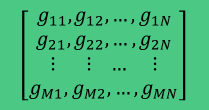 g₁₁, g₁₂, …, g₁N
g₂₁, g₂₂, …, g₂N
⋮ ⋮ … ⋮
gM₁, gM₂, …, gMN